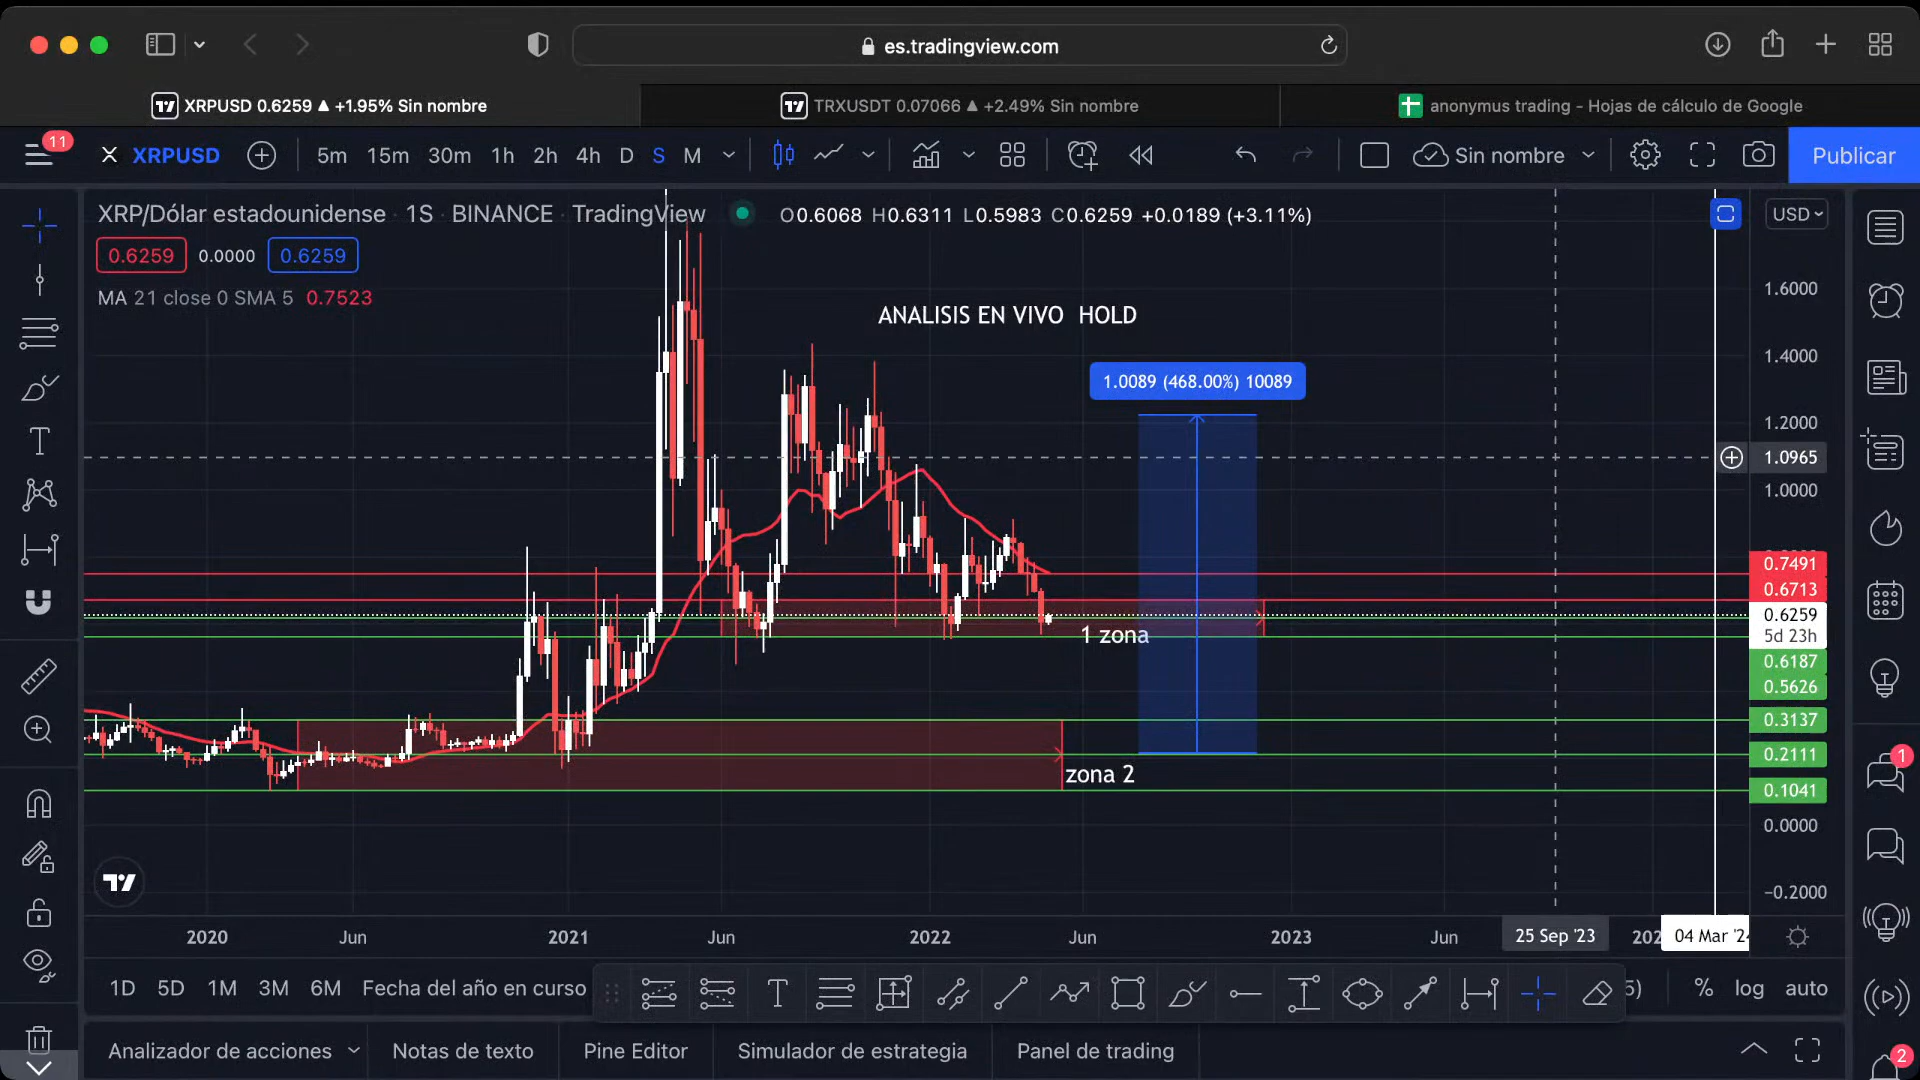 es.tradingview.com
XRPUSD 0.6259 ▲ +1.95% Sin nombre
TRXUSDT 0.07066 ▲ +2.49% Sin nombre
anonymus trading - Hojas de cálculo de Google
11
XRPUSD
5m 15m 30m 1h 2h 4h D S M
Sin nombre
Publicar
XRP/Dólar estadounidense · 1S · BINANCE · TradingView
O0.6068 H0.6311 L0.5983 C0.6259 +0.0189 (+3.11%)
USD
0.6259 0.0000 0.6259
MA 21 close 0 SMA 5 0.7523
ANALISIS EN VIVO HOLD
1.0089 (468.00%) 10089
1 zona
zona 2
1.6000
1.4000
1.2000
1.0965
1.0000
0.7491
0.6713
0.6259
5d 23h
0.6187
0.5626
0.3137
0.2111
0.1041
0.0000
−0.2000
1
2020 Jun 2021 Jun 2022 Jun 2023 Jun 25 Sep '23 04 Mar '24
1D 5D 1M 3M 6M Fecha del año en curso
5) % log auto
Analizador de acciones Notas de texto Pine Editor Simulador de estrategia Panel de trading
2